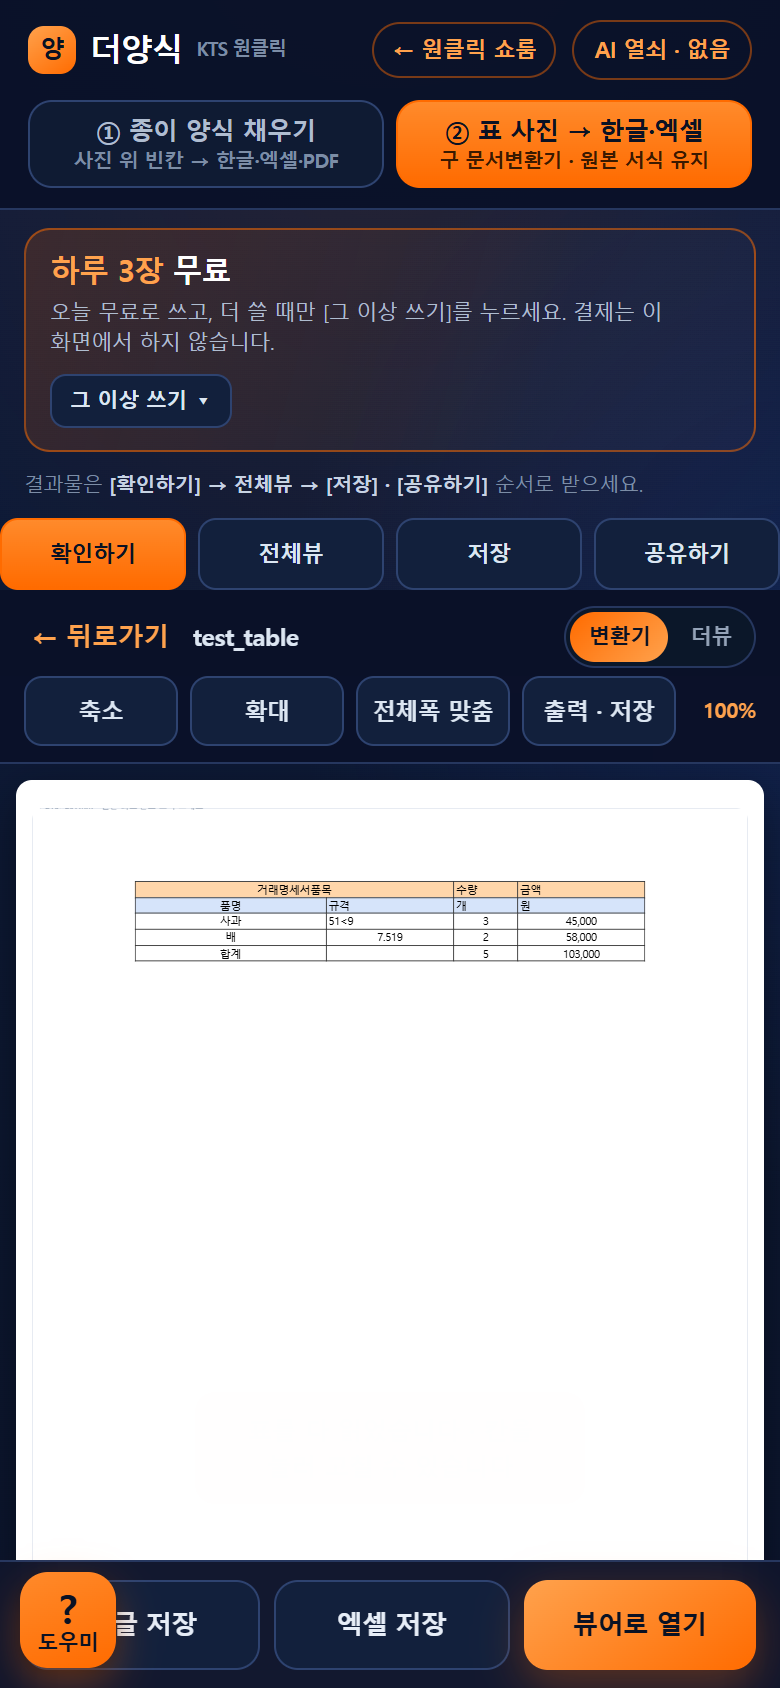 양 더양식 KTS 원클릭 ← 원클릭 쇼룸 AI 열쇠 · 없음
① 종이 양식 채우기
사진 위 빈칸 → 한글·엑셀·PDF
② 표 사진 → 한글·엑셀
구 문서변환기 · 원본 서식 유지
하루 3장 무료
오늘 무료로 쓰고, 더 쓸 때만 [그 이상 쓰기]를 누르세요. 결제는 이
화면에서 하지 않습니다.
그 이상 쓰기 ▼
결과물은 [확인하기] → 전체뷰 → [저장] · [공유하기] 순서로 받으세요.
확인하기 전체뷰 저장 공유하기
← 뒤로가기 test_table 변환기 더뷰
축소 확대 전체폭 맞춤 출력 · 저장 100%
거래명세서품목 수량 금액
품명 규격 개 원
사과 51<9 3 45,000
배 7.519 2 58,000
합계 5 103,000
?
도우미
글 저장 엑셀 저장 뷰어로 열기